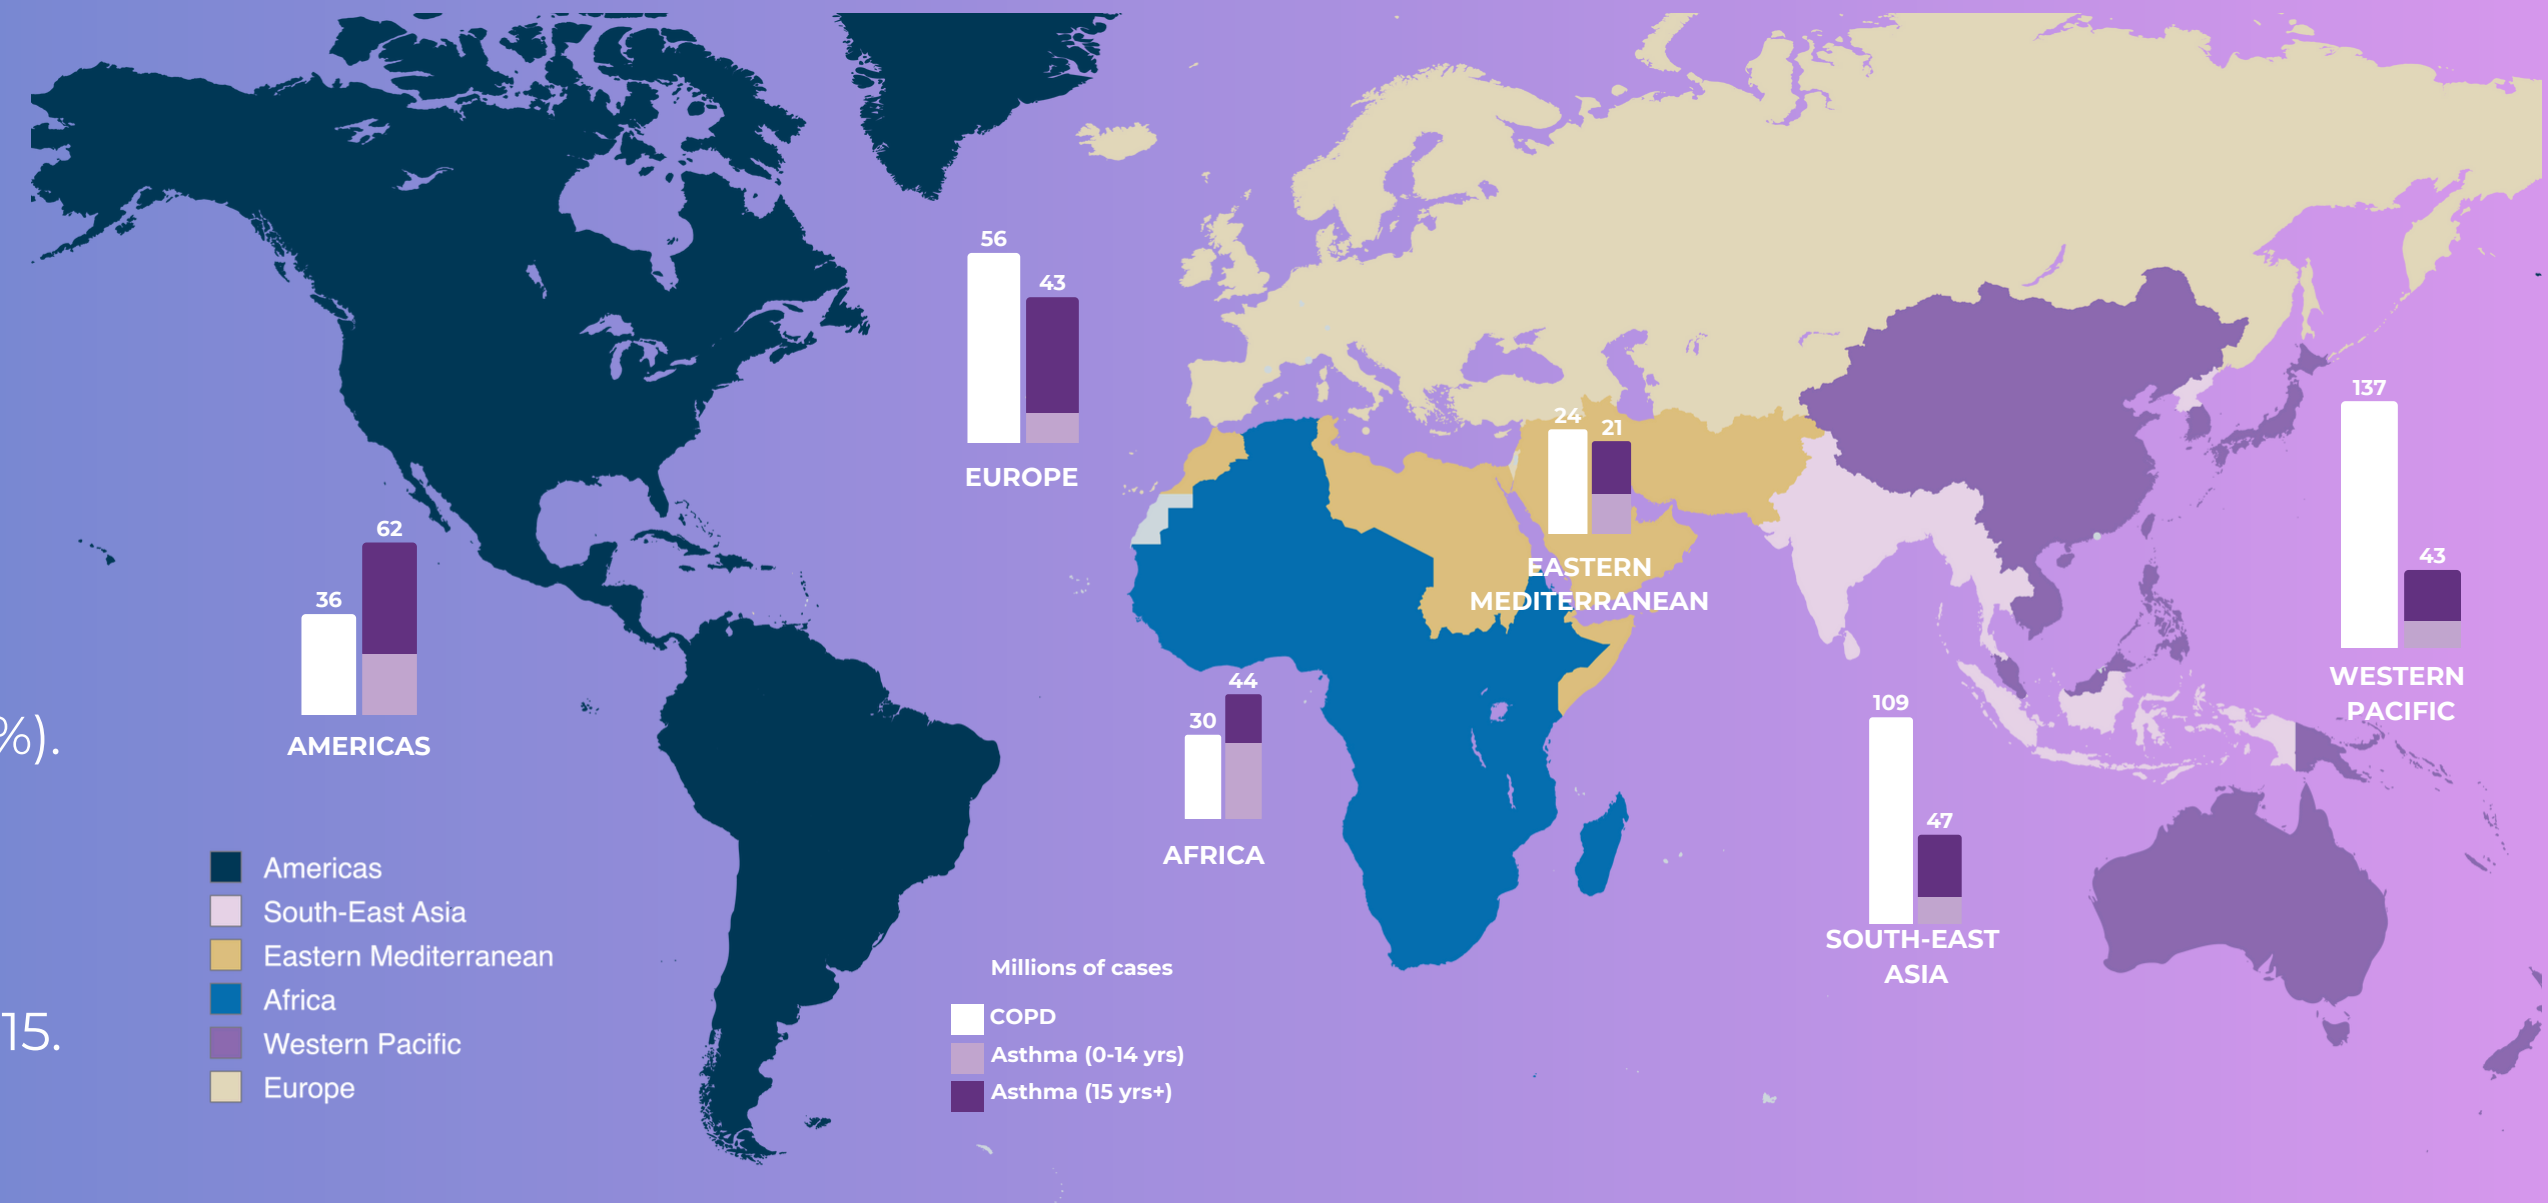 %).
15.
56
43
EUROPE
62
36
AMERICAS
24
21
EASTERN
MEDITERRANEAN
44
30
AFRICA
137
43
WESTERN
PACIFIC
109
47
SOUTH-EAST
ASIA
Americas
South-East Asia
Eastern Mediterranean
Africa
Western Pacific
Europe
Millions of cases
COPD
Asthma (0-14 yrs)
Asthma (15 yrs+)